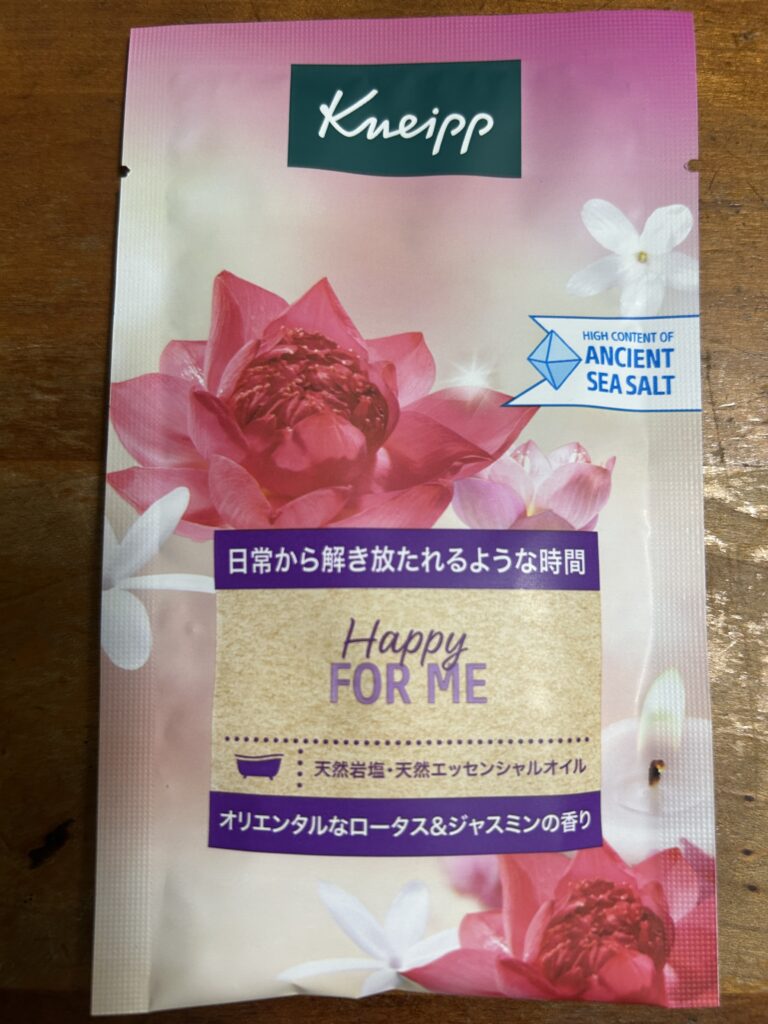 Kneipp
HIGH CONTENT OF
ANCIENT
SEA SALT
日常から解き放たれるような時間
Happy
FOR ME
天然岩塩・天然エッセンシャルオイル
オリエンタルなロータス&ジャスミンの香り